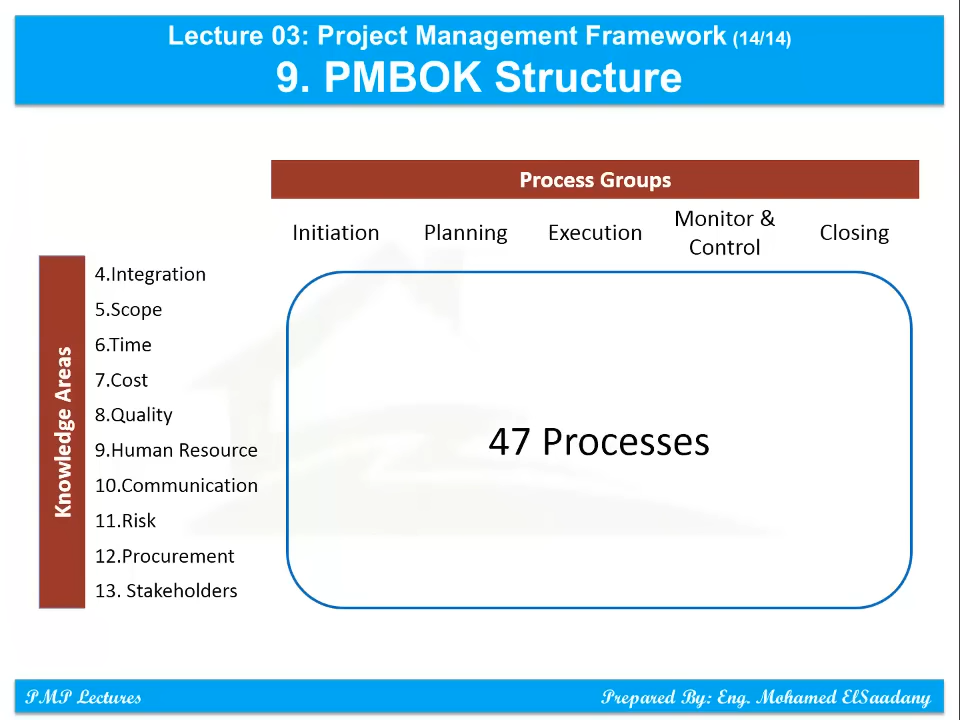 Lecture 03: Project Management Framework (14/14)
9. PMBOK Structure
Process Groups
Initiation
Planning
Execution
Monitor &
Control
Closing
Knowledge Areas
4.Integration
5.Scope
6.Time
7.Cost
8.Quality
9.Human Resource
10.Communication
11.Risk
12.Procurement
13. Stakeholders
47 Processes
PMP Lectures
Prepared By: Eng. Mohamed ElSaadany